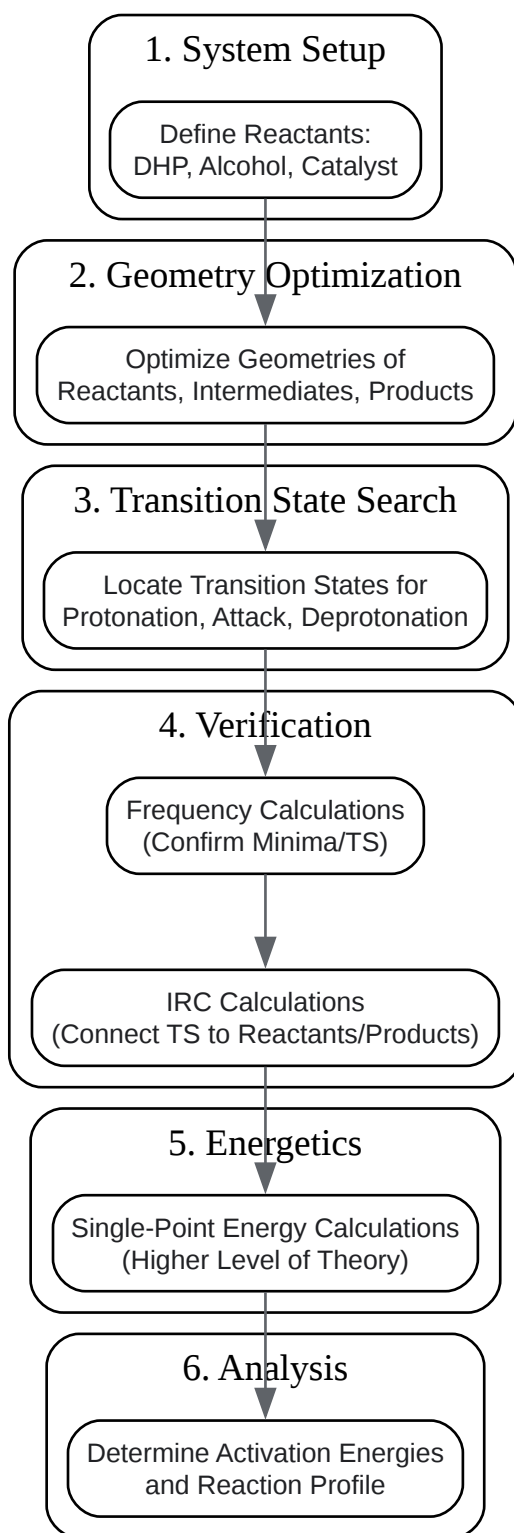 1. System Setup
Define Reactants:
DHP, Alcohol, Catalyst
2. Geometry Optimization
Optimize Geometries of
Reactants, Intermediates, Products
3. Transition State Search
Locate Transition States for
Protonation, Attack, Deprotonation
4. Verification
Frequency Calculations
(Confirm Minima/TS)
IRC Calculations
(Connect TS to Reactants/Products)
5. Energetics
Single-Point Energy Calculations
(Higher Level of Theory)
6. Analysis
Determine Activation Energies
and Reaction Profile